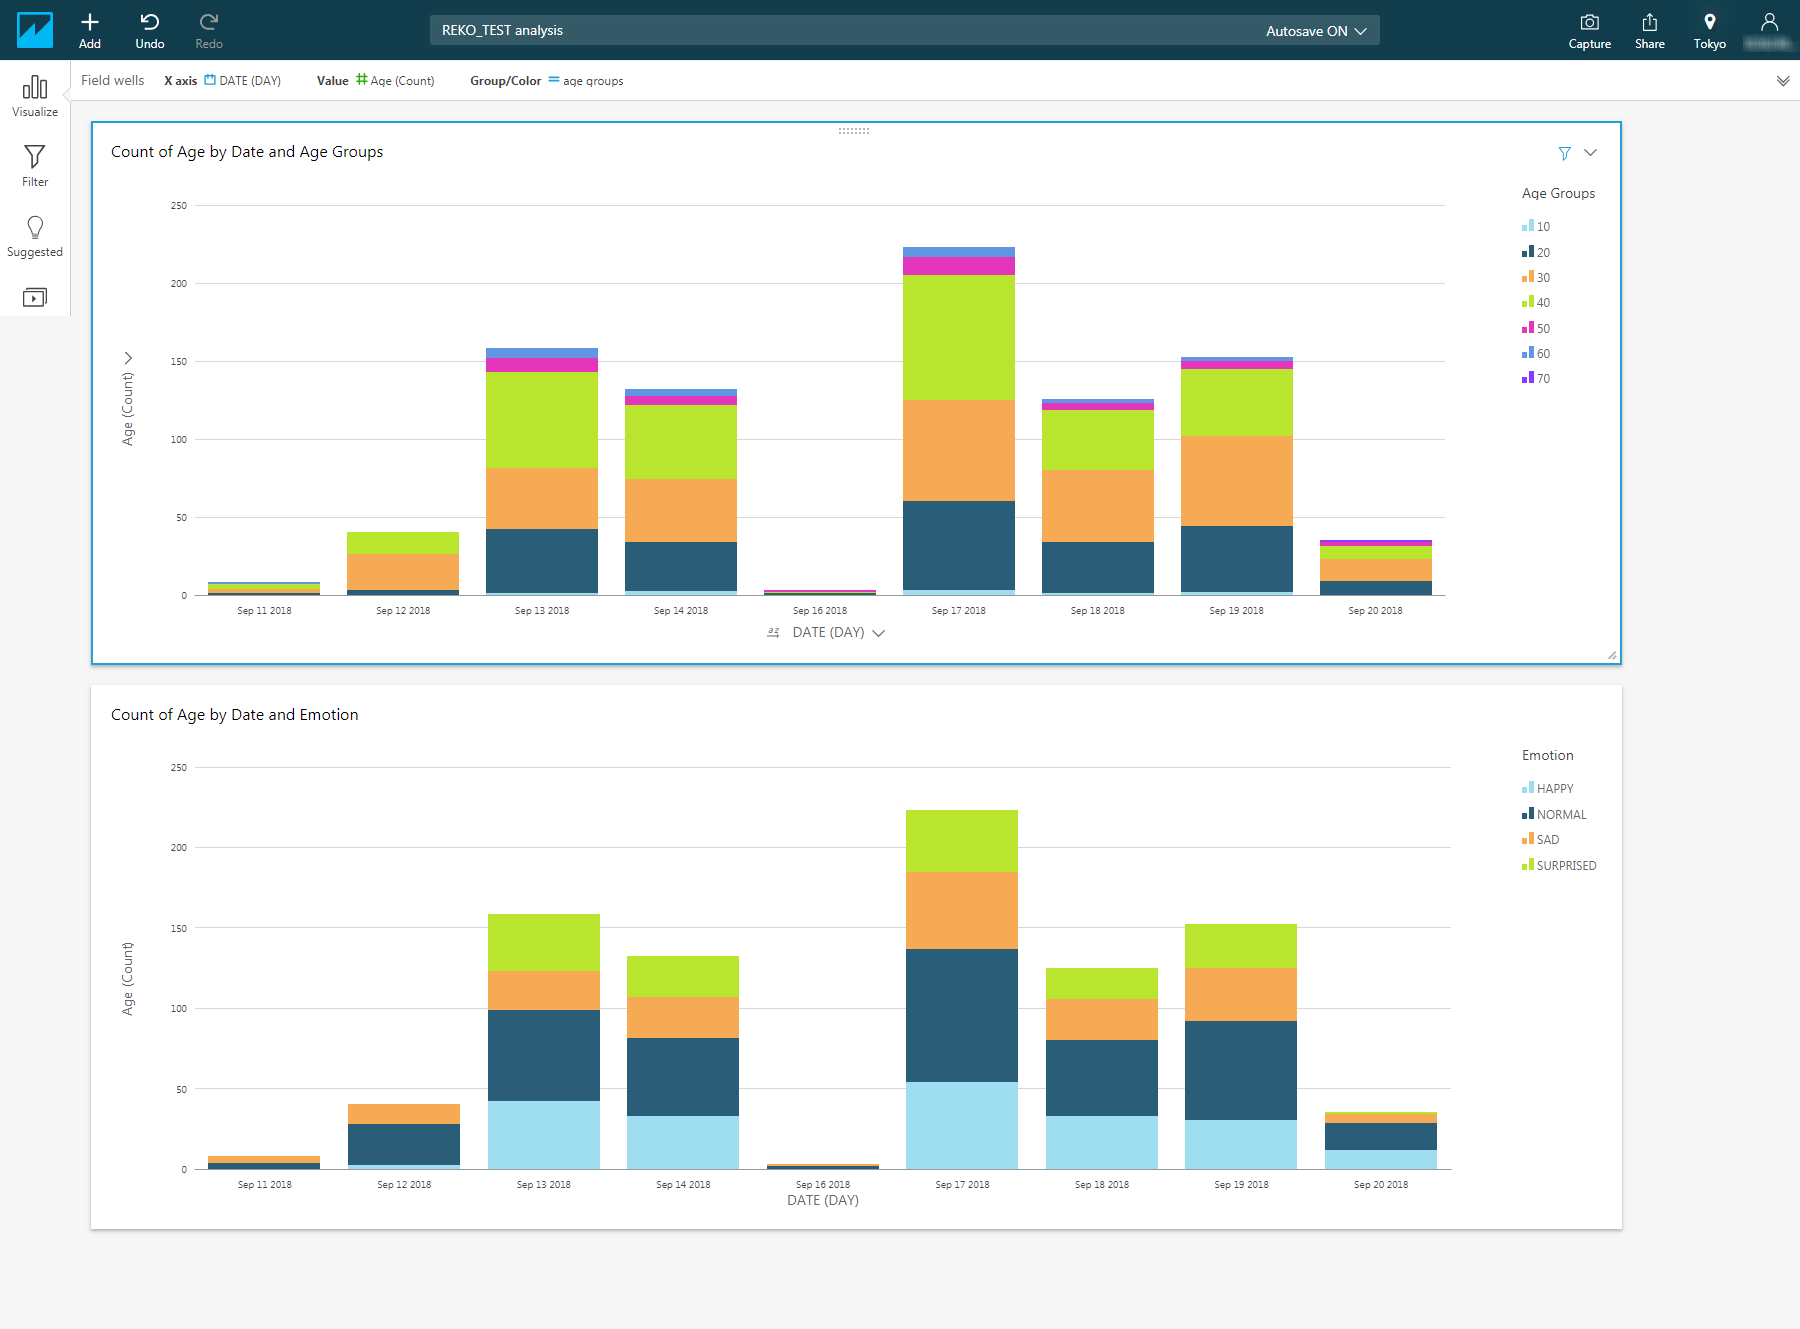 Add
Undo
Redo
REKO_TEST analysis
Autosave ON
Capture
Share
Tokyo
Visualize
Filter
Suggested
Field wells X axis DATE (DAY) Value Age (Count) Group/Color age groups
Count of Age by Date and Age Groups
250
200
150
100
50
0
Age (Count)
Sep 11 2018 Sep 12 2018 Sep 13 2018 Sep 14 2018 Sep 16 2018 Sep 17 2018 Sep 18 2018 Sep 19 2018 Sep 20 2018
az DATE (DAY)
Age Groups
10
20
30
40
50
60
70
Count of Age by Date and Emotion
250
200
150
100
50
0
Age (Count)
Sep 11 2018 Sep 12 2018 Sep 13 2018 Sep 14 2018 Sep 16 2018 Sep 17 2018 Sep 18 2018 Sep 19 2018 Sep 20 2018
DATE (DAY)
Emotion
HAPPY
NORMAL
SAD
SURPRISED